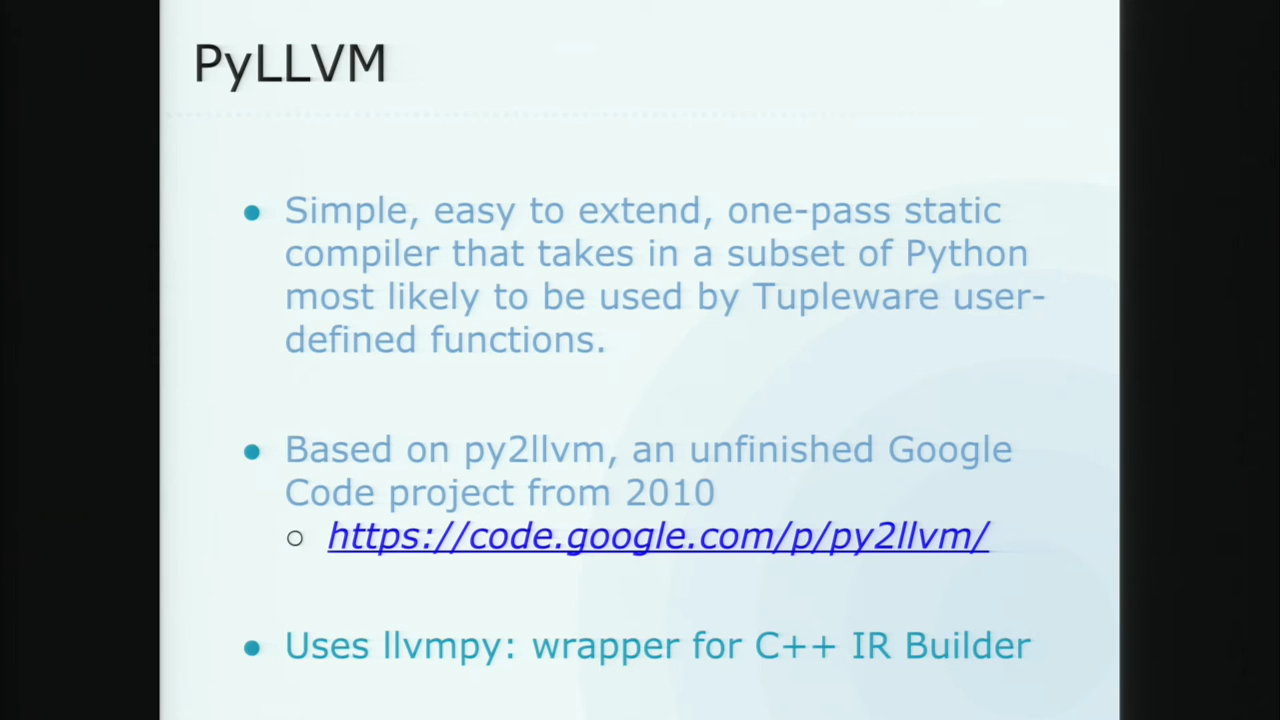 PyLLVM
Simple, easy to extend, one-pass static
compiler that takes in a subset of Python
most likely to be used by Tupleware user-
defined functions.
Based on py2llvm, an unfinished Google
Code project from 2010
https://code.google.com/p/py2llvm/
Uses llvmpy: wrapper for C++ IR Builder